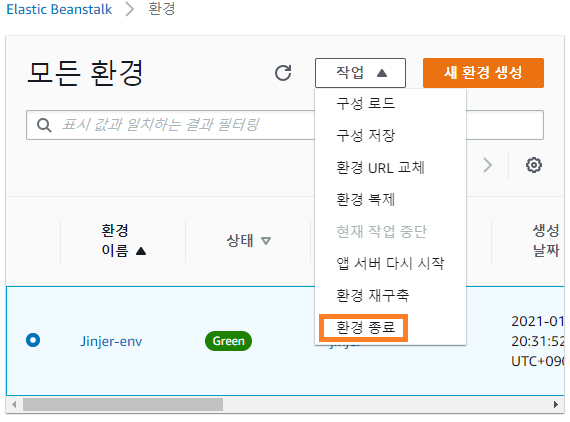 Elastic Beanstalk > 환경
모든 환경
작업 ▲
새 환경 생성
표시 값과 일치하는 결과 필터링
구성 로드
구성 저장
환경 URL 교체
환경 복제
현재 작업 중단
앱 서버 다시 시작
환경 재구축
환경 종료
환경
이름 ▲
상태 ▽
생성
날짜
Jinjer-env
Green
2021-01
20:31:52
UTC+090